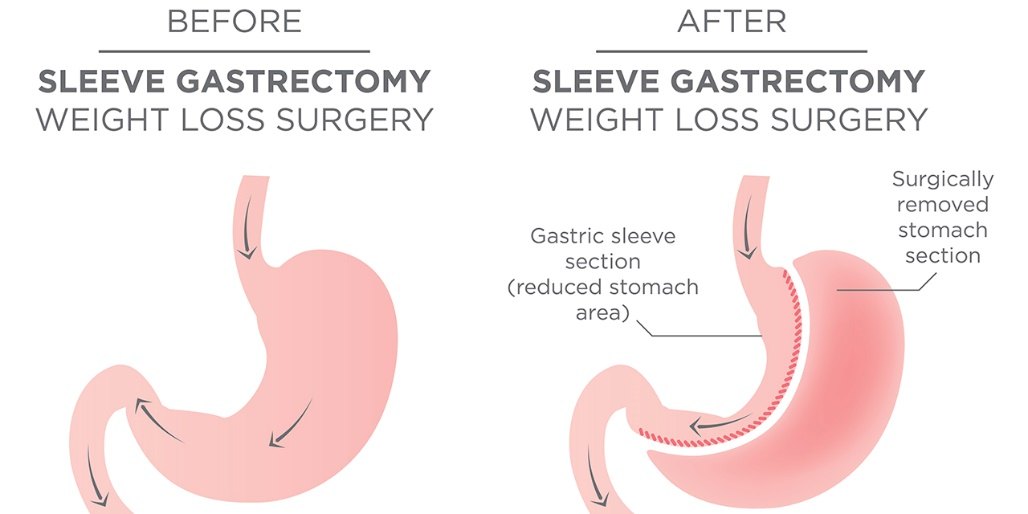 BEFORE
SLEEVE GASTRECTOMY
WEIGHT LOSS SURGERY
AFTER
SLEEVE GASTRECTOMY
WEIGHT LOSS SURGERY
Gastric sleeve
section
(reduced stomach
area)
Surgically
removed
stomach
section